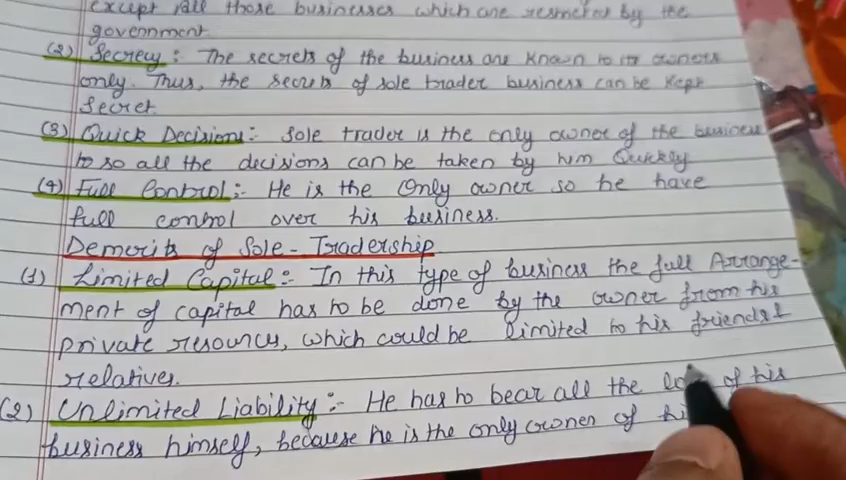 except all those businesses which are restricted by the
government.
(2) Secrecy : The secrets of the business are known to its owners
only. Thus, the secrets of sole trader business can be kept
secret.
(3) Quick Decision :- Sole trader is the only owner of the business
to so all the decisions can be taken by him Quickly
(4) Full Control :- He is the Only owner so he have
full control over his business.
Demerits of Sole-Tradership
(1) Limited Capital :- In this type of business the full Arrange-
ment of capital has to be done by the owner from his
private resources, which could be limited to his friends &
relatives.
(2) Unlimited Liability :- He has to bear all the of his
business himself, because he is the only owner of